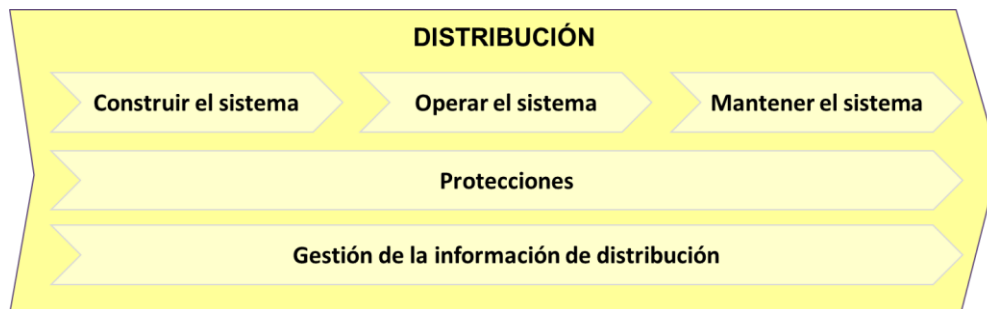 DISTRIBUCIÓN
Construir el sistema
Operar el sistema
Mantener el sistema
Protecciones
Gestión de la información de distribución